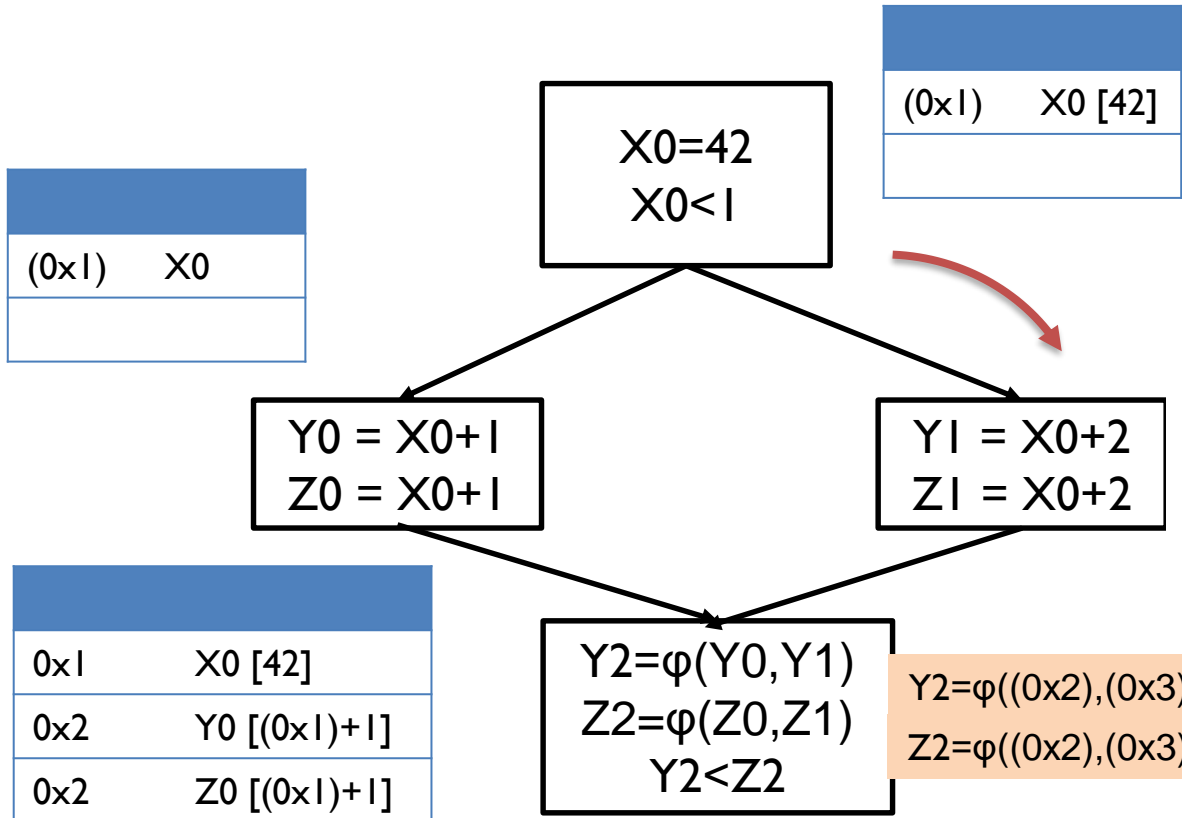 (0x1) X0 [42]
X0=42
X0<1
(0x1) X0
Y0 = X0+1
Z0 = X0+1
Y1 = X0+2
Z1 = X0+2
0x1 X0 [42]
0x2 Y0 [(0x1)+1]
0x2 Z0 [(0x1)+1]
Y2=φ(Y0,Y1)
Z2=φ(Z0,Z1)
Y2<Z2
Y2=φ((0x2),(0x3)
Z2=φ((0x2),(0x3)